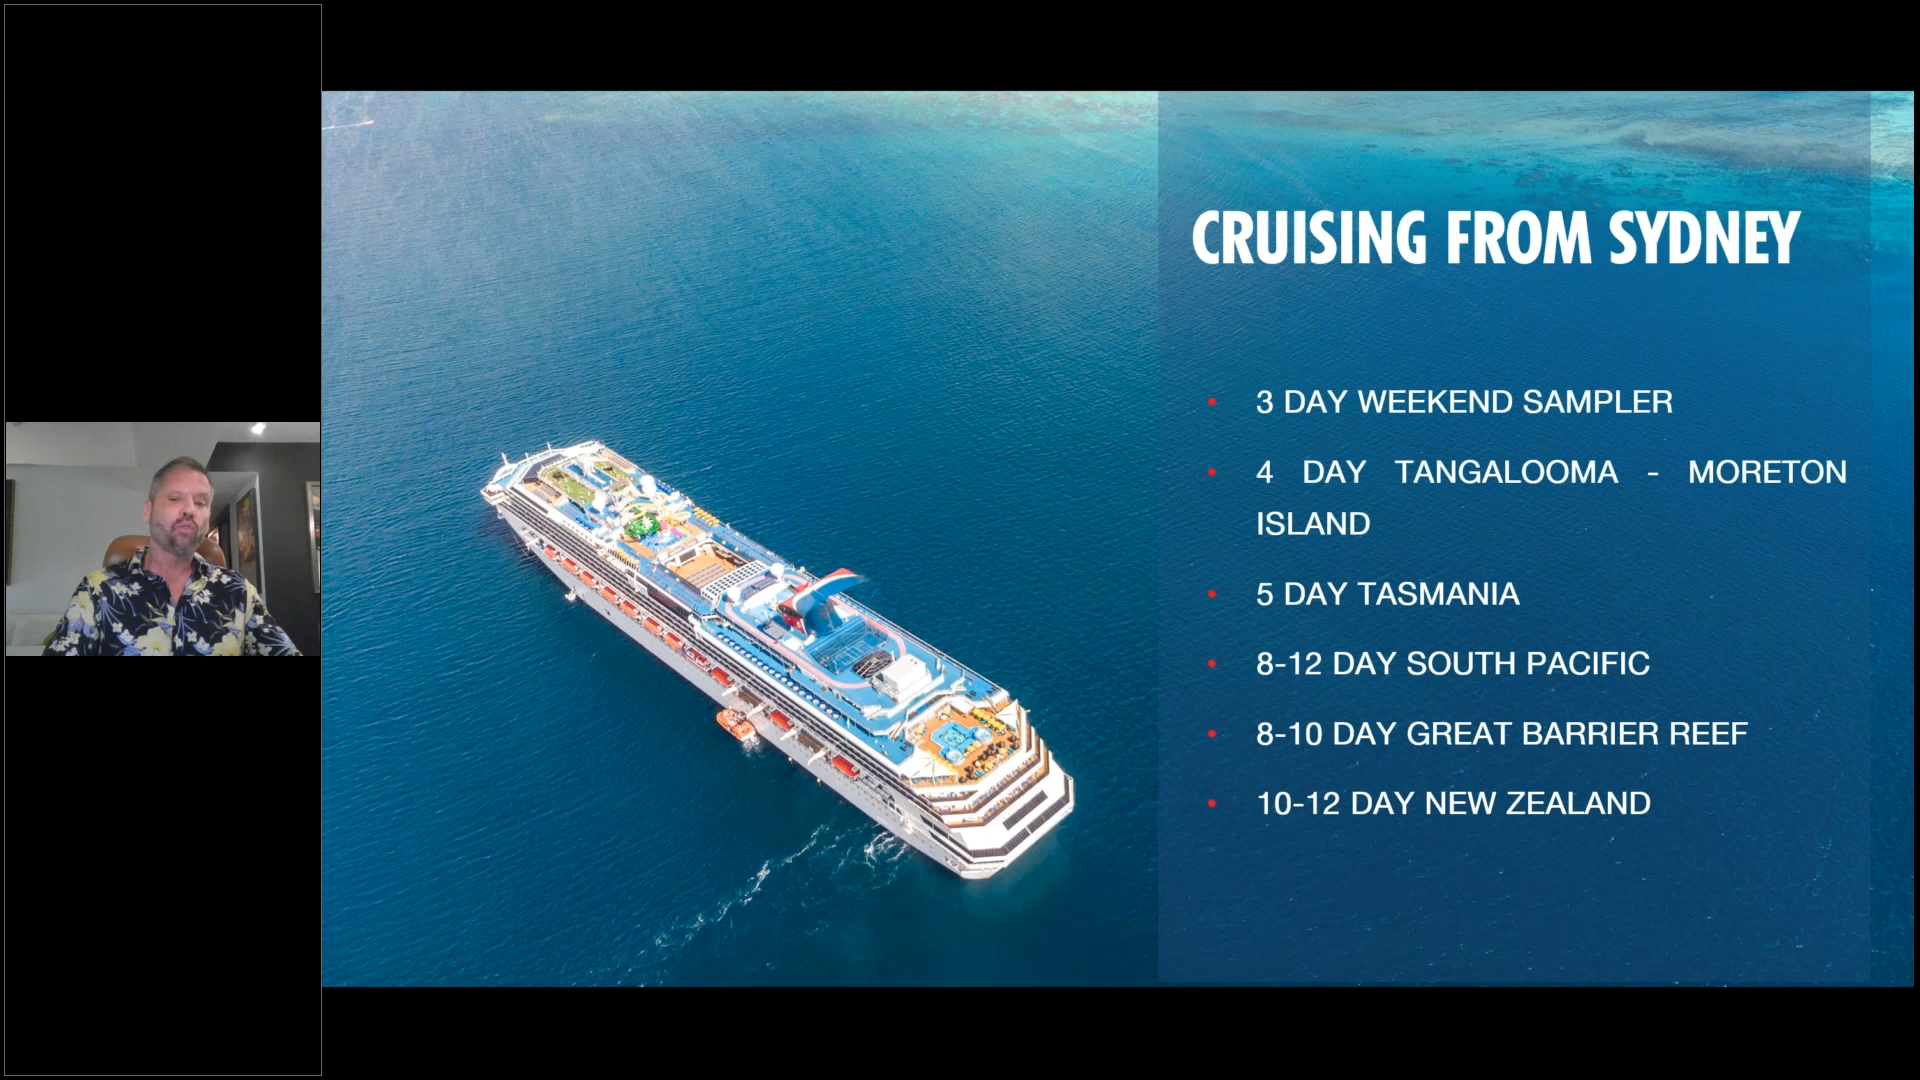 CRUISING FROM SYDNEY
3 DAY WEEKEND SAMPLER
4 DAY TANGALOOMA - MORETON
ISLAND
5 DAY TASMANIA
8-12 DAY SOUTH PACIFIC
8-10 DAY GREAT BARRIER REEF
10-12 DAY NEW ZEALAND